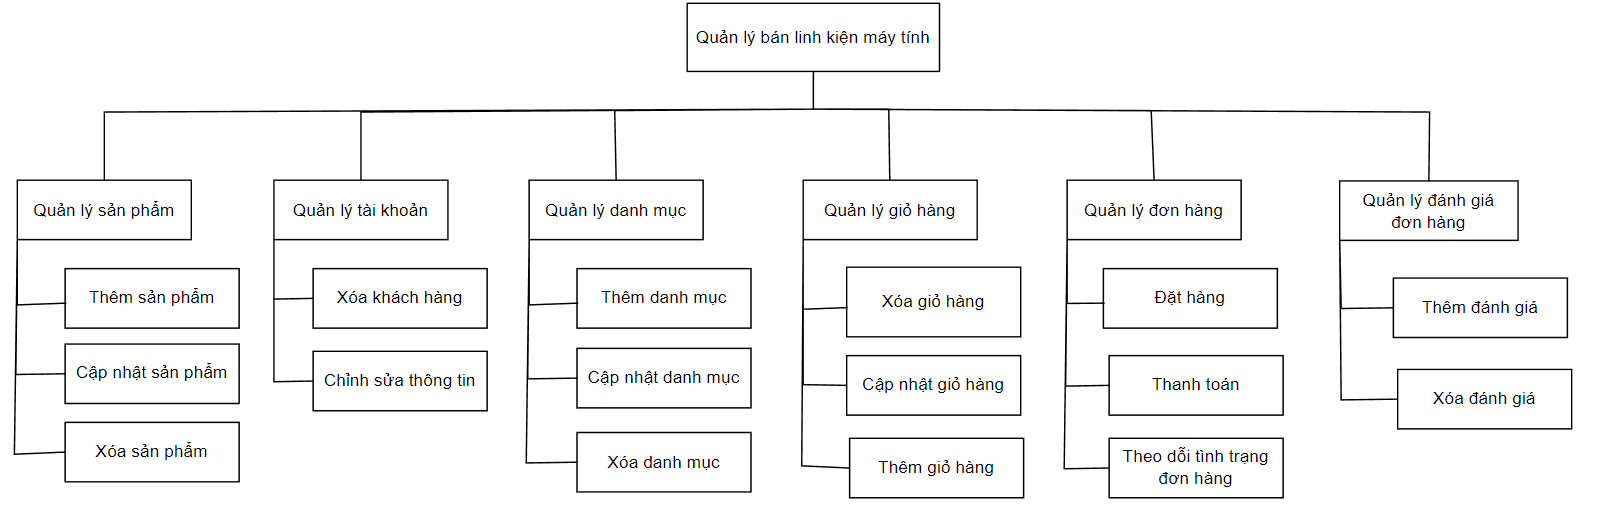 Quản lý bán linh kiện máy tính
Quản lý sản phẩm
Quản lý tài khoản
Quản lý danh mục
Quản lý giỏ hàng
Quản lý đơn hàng
Quản lý đánh giá
đơn hàng
Thêm sản phẩm
Cập nhật sản phẩm
Xóa sản phẩm
Xóa khách hàng
Chỉnh sửa thông tin
Thêm danh mục
Cập nhật danh mục
Xóa danh mục
Xóa giỏ hàng
Cập nhật giỏ hàng
Thêm giỏ hàng
Đặt hàng
Thanh toán
Theo dỗi tình trạng
đơn hàng
Thêm đánh giá
Xóa đánh giá